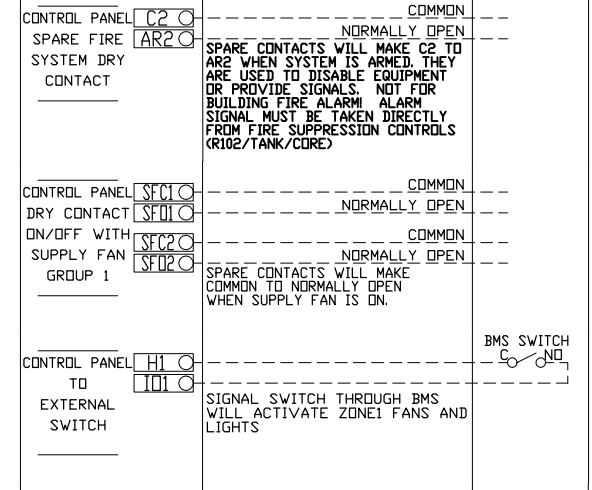 CONTROL PANEL C2 COMMON
SPARE FIRE AR2 NORMALLY OPEN
SYSTEM DRY
CONTACT
SPARE CONTACTS WILL MAKE C2 TO
AR2 WHEN SYSTEM IS ARMED. THEY
ARE USED TO DISABLE EQUIPMENT
OR PROVIDE SIGNALS. NOT FOR
BUILDING FIRE ALARM! ALARM
SIGNAL MUST BE TAKEN DIRECTLY
FROM FIRE SUPPRESSION CONTROLS
(R102/TANK/CORE)
CONTROL PANEL SFC1 COMMON
DRY CONTACT SFO1 NORMALLY OPEN
ON/OFF WITH SFC2 COMMON
SUPPLY FAN SFO2 NORMALLY OPEN
GROUP 1
SPARE CONTACTS WILL MAKE
COMMON TO NORMALLY OPEN
WHEN SUPPLY FAN IS ON.
BMS SWITCH
C NO
CONTROL PANEL H1
TO IO1
EXTERNAL
SWITCH
SIGNAL SWITCH THROUGH BMS
WILL ACTIVATE ZONE1 FANS AND
LIGHTS